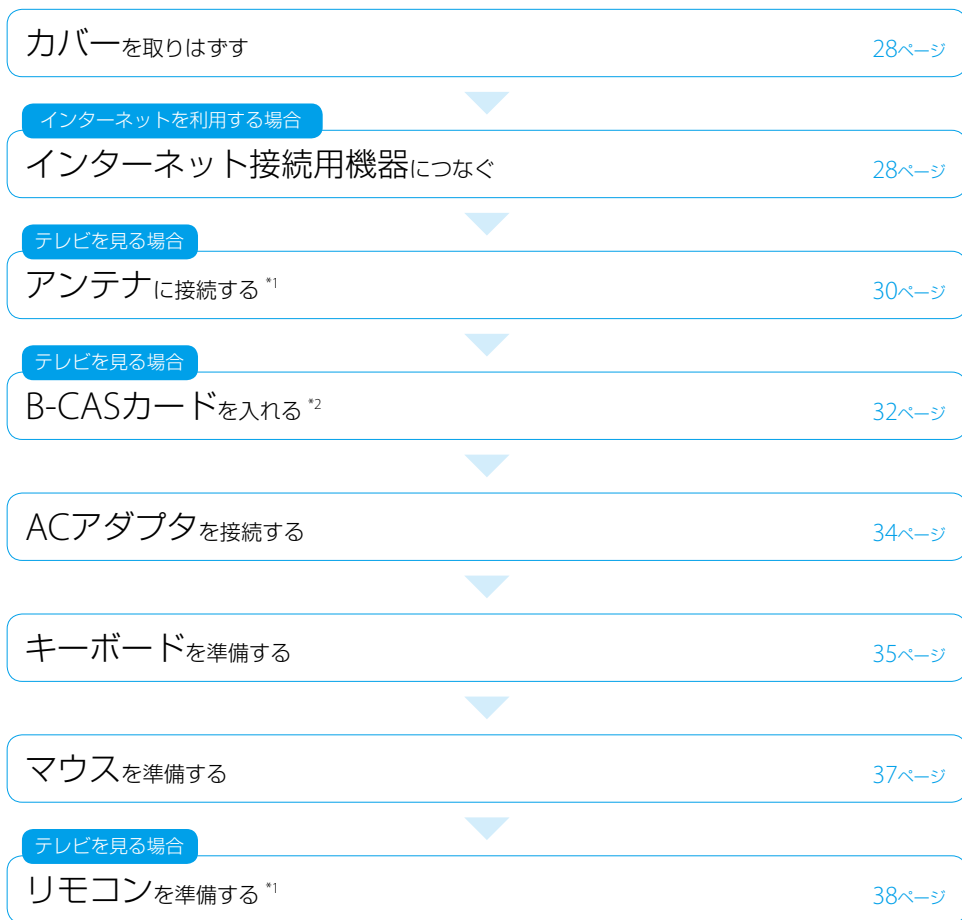 カバーを取りはずす 28ページ
インターネットを利用する場合
インターネット接続用機器につなぐ 28ページ
テレビを見る場合
アンテナに接続する *1 30ページ
テレビを見る場合
B-CASカードを入れる *2 32ページ
ACアダプタを接続する 34ページ
キーボードを準備する 35ページ
マウスを準備する 37ページ
テレビを見る場合
リモコンを準備する *1 38ページ